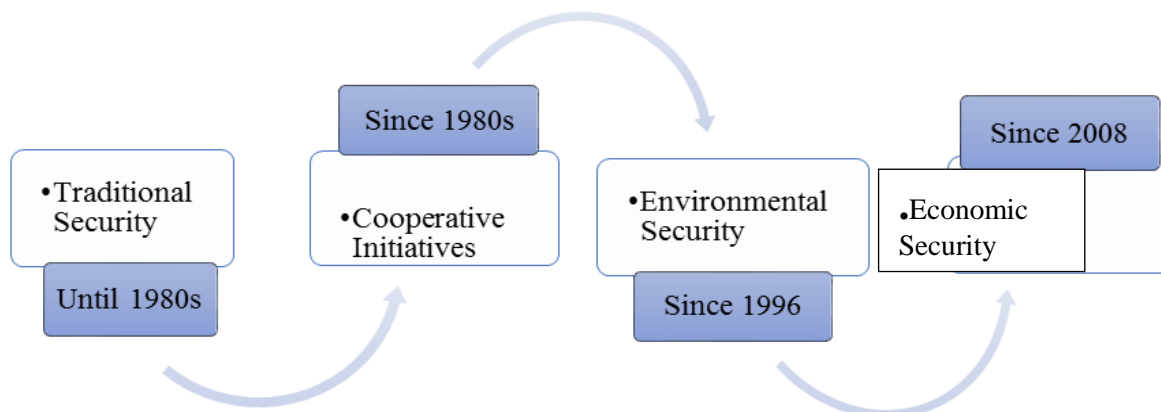 •Traditional
Security
Until 1980s
Since 1980s
•Cooperative
Initiatives
•Environmental
Security
Since 1996
Since 2008
•Economic
Security